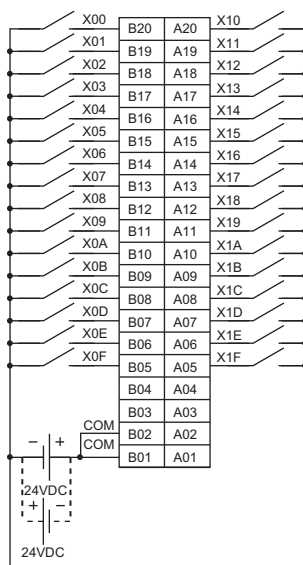 X00 B20 A20 X10
X01 B19 A19 X11
X02 B18 A18 X12
X03 B17 A17 X13
X04 B16 A16 X14
X05 B15 A15 X15
X06 B14 A14 X16
X07 B13 A13 X17
X08 B12 A12 X18
X09 B11 A11 X19
X0A B10 A10 X1A
X0B B09 A09 X1B
X0C B08 A08 X1C
X0D B07 A07 X1D
X0E B06 A06 X1E
X0F B05 A05 X1F
B04 A04
B03 A03
COM B02 A02
− + COM B01 A01
24VDC
+ −
24VDC